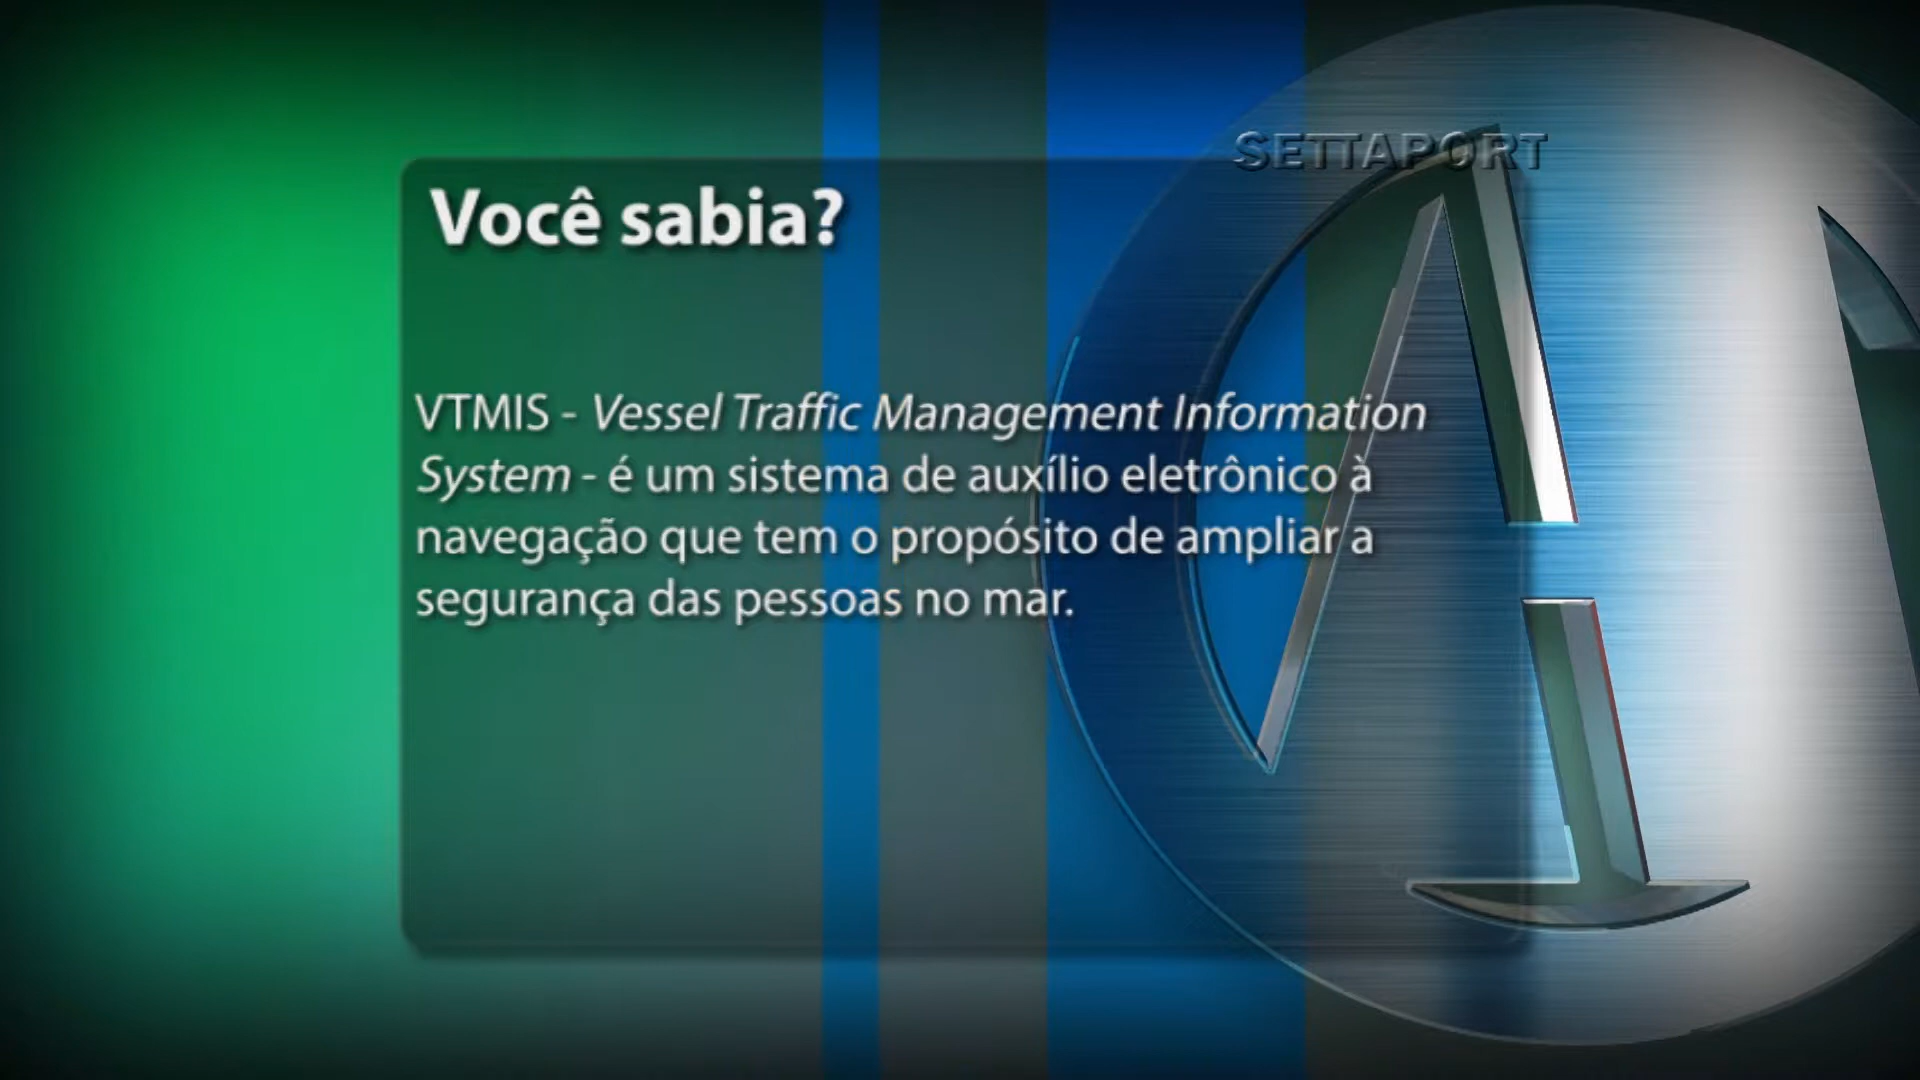 SETTAPORT
Você sabia?
VTMIS - Vessel Traffic Management Information
System - é um sistema de auxílio eletrônico à
navegação que tem o propósito de ampliar a
segurança das pessoas no mar.